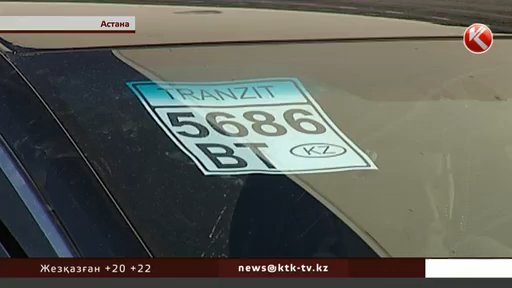 Астана
K
TRANZIT
5686
BT
KZ
Жезқазған +20 +22
news@ktk-tv.kz